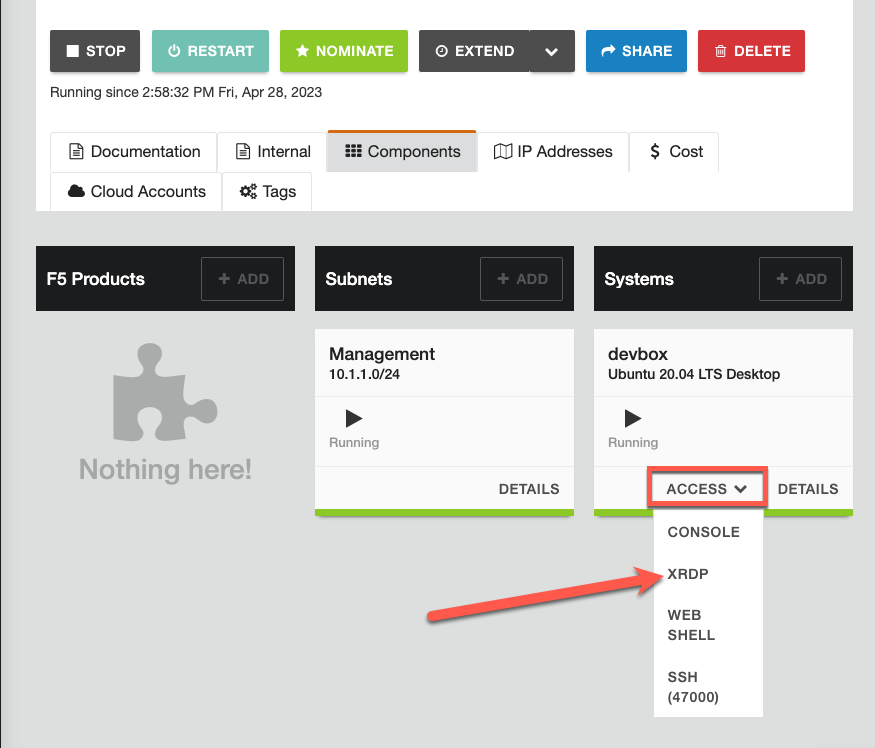 STOP
RESTART
NOMINATE
EXTEND
SHARE
DELETE
Running since 2:58:32 PM Fri, Apr 28, 2023
Documentation
Internal
Components
IP Addresses
$ Cost
Cloud Accounts
Tags
F5 Products
+ ADD
Nothing here!
Subnets
+ ADD
Management
10.1.1.0/24
Running
DETAILS
Systems
+ ADD
devbox
Ubuntu 20.04 LTS Desktop
Running
ACCESS
DETAILS
CONSOLE
XRDP
WEB
SHELL
SSH
(47000)